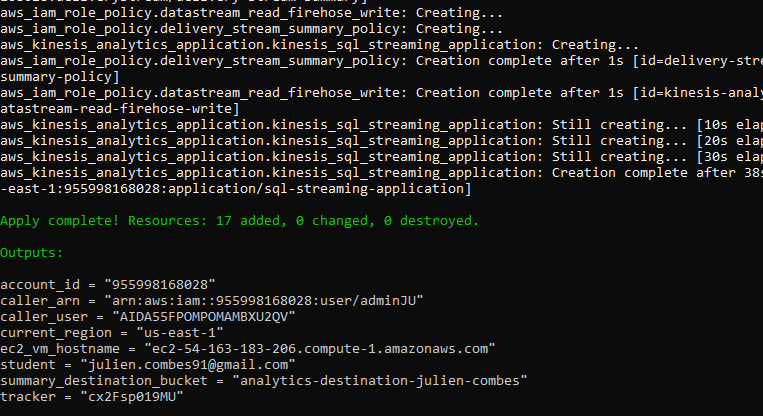 aws_iam_role_policy.datastream_read_firehose_write: Creating...
aws_iam_role_policy.delivery_stream_summary_policy: Creating...
aws_kinesis_analytics_application.kinesis_sql_streaming_application: Creating...
aws_iam_role_policy.delivery_stream_summary_policy: Creation complete after 1s [id=delivery-stre
summary-policy]
aws_iam_role_policy.datastream_read_firehose_write: Creation complete after 1s [id=kinesis-analy
atastream-read-firehose-write]
aws_kinesis_analytics_application.kinesis_sql_streaming_application: Still creating... [10s elap
aws_kinesis_analytics_application.kinesis_sql_streaming_application: Still creating... [20s elap
aws_kinesis_analytics_application.kinesis_sql_streaming_application: Still creating... [30s elap
aws_kinesis_analytics_application.kinesis_sql_streaming_application: Creation complete after 38s
-east-1:955998168028:application/sql-streaming-application]
Apply complete! Resources: 17 added, 0 changed, 0 destroyed.
Outputs:
account_id = "955998168028"
caller_arn = "arn:aws:iam::955998168028:user/adminJU"
caller_user = "AIDA55FPOMPOMAMBXU2QV"
current_region = "us-east-1"
ec2_vm_hostname = "ec2-54-163-183-206.compute-1.amazonaws.com"
student = "julien.combes91@gmail.com"
summary_destination_bucket = "analytics-destination-julien-combes"
tracker = "cx2Fsp019MU"